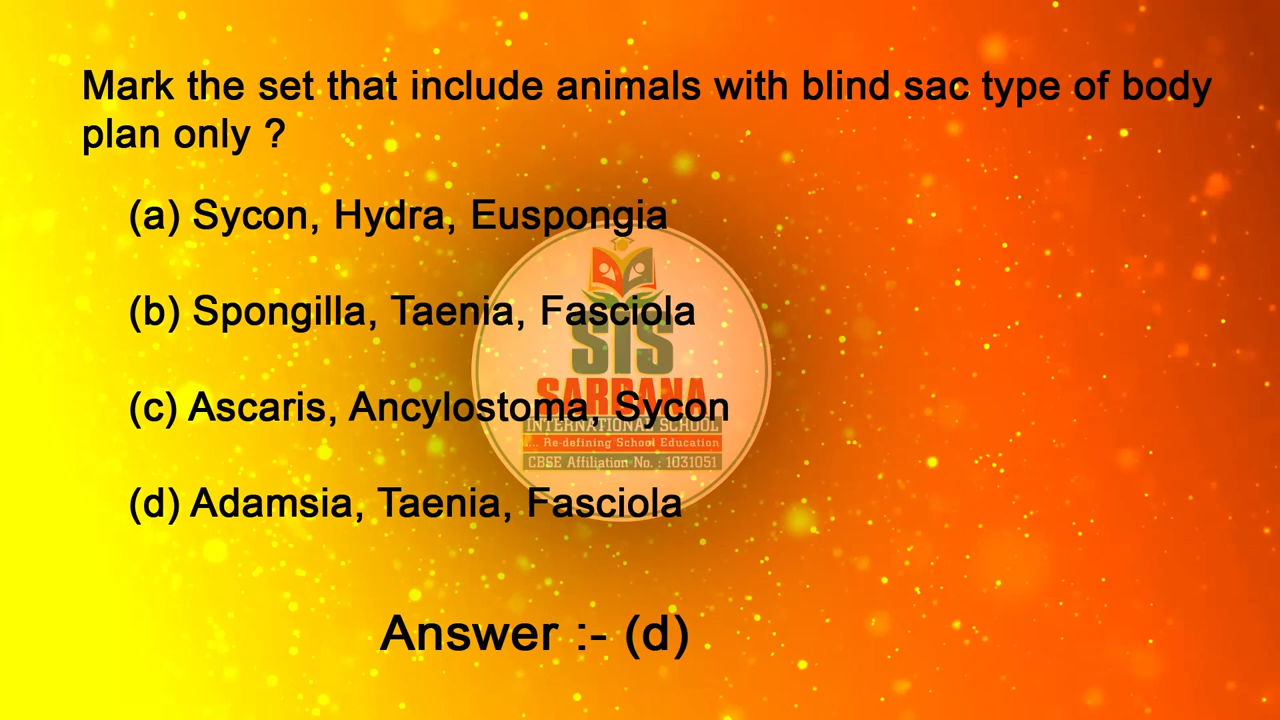 Mark the set that include animals with blind sac type of body
plan only ?
(a) Sycon, Hydra, Euspongia
(b) Spongilla, Taenia, Fasciola
(c) Ascaris, Ancylostoma, Sycon
(d) Adamsia, Taenia, Fasciola
SIS
SARDANA
INTERNATIONAL SCHOOL
.... Re-defining School Education
CBSE Affiliation No. : 1031051
Answer :- (d)